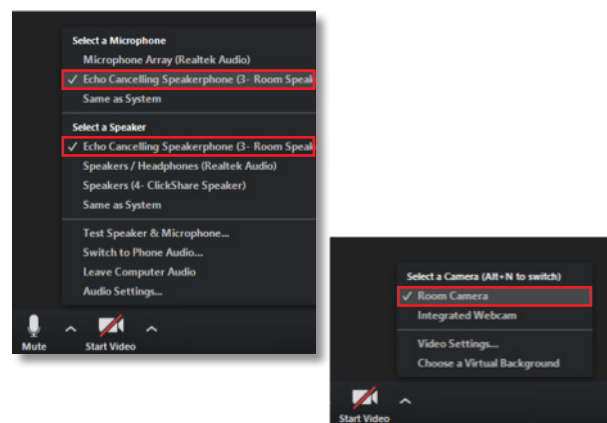 Select a Microphone
Microphone Array (Realtek Audio)
✓ Echo Cancelling Speakerphone (3- Room Speak
Same as System
Select a Speaker
✓ Echo Cancelling Speakerphone (3- Room Speak
Speakers / Headphones (Realtek Audio)
Speakers (4- ClickShare Speaker)
Same as System
Test Speaker & Microphone...
Switch to Phone Audio...
Leave Computer Audio
Audio Settings...
Mute
Start Video
Select a Camera (Alt+N to switch)
✓ Room Camera
Integrated Webcam
Video Settings...
Choose a Virtual Background
Start Video